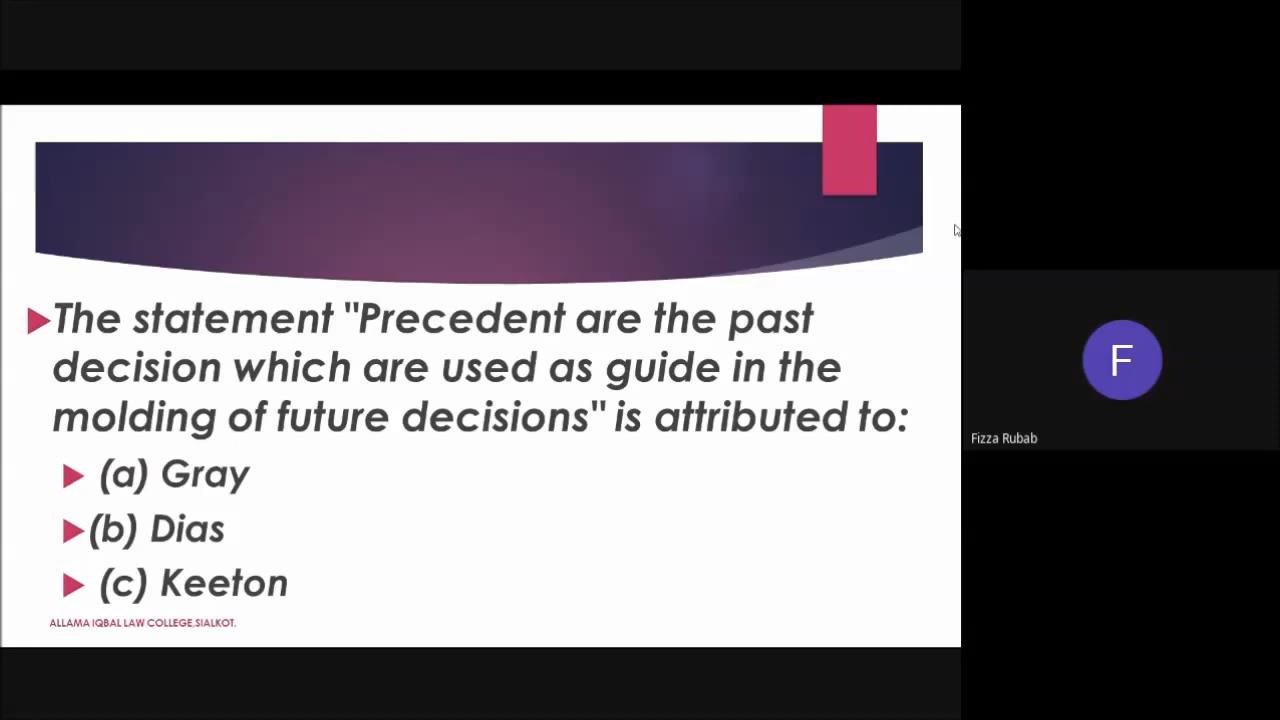 The statement "Precedent are the past
decision which are used as guide in the
molding of future decisions" is attributed to:
(a) Gray
(b) Dias
(c) Keeton
ALLAMA IQBAL LAW COLLEGE,SIALKOT.
F
Fizza Rubab